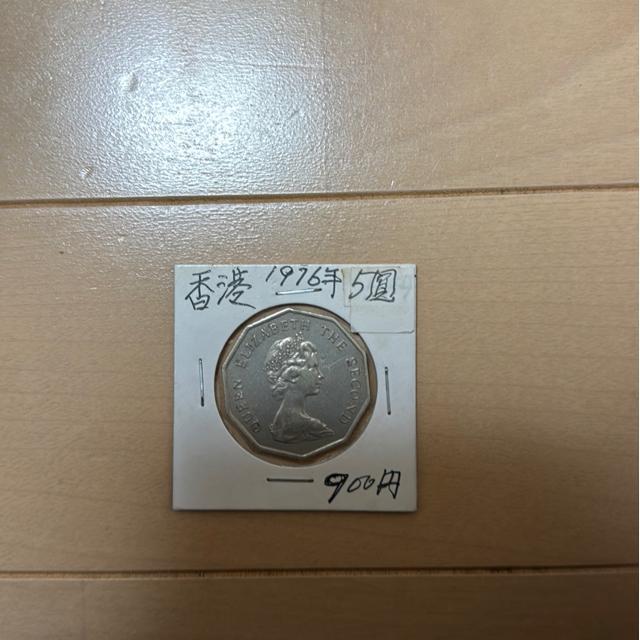 香港 1976年 5圓
QUEEN ELIZABETH THE SECOND
900円